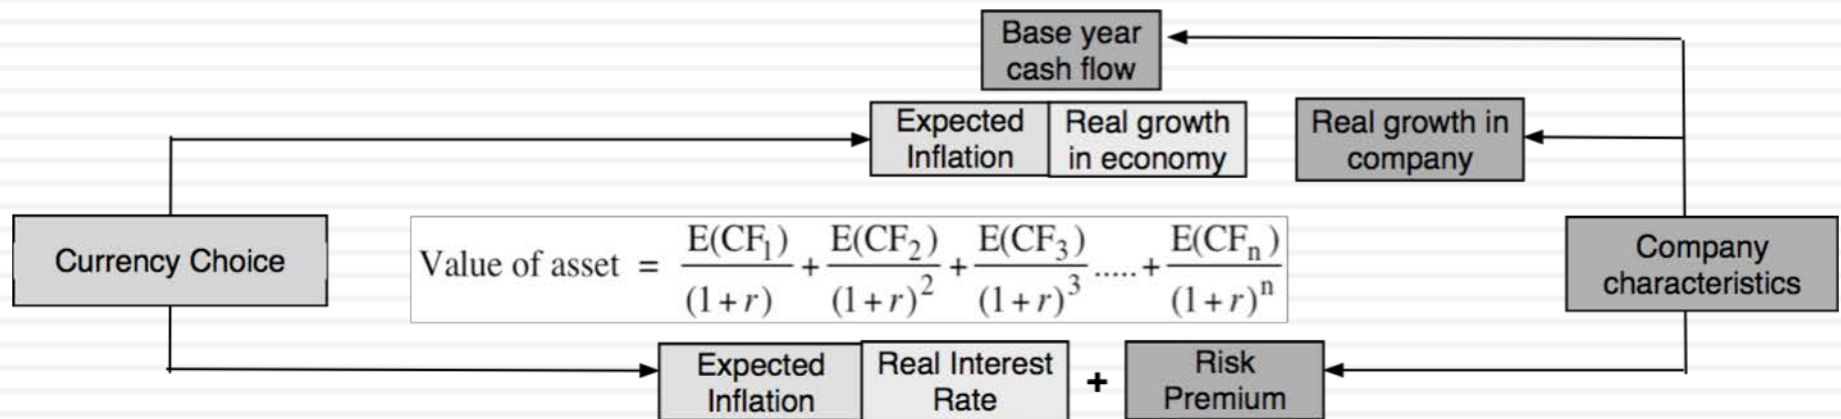 Base year
cash flow
Expected
Inflation
Real growth
in economy
Real growth in
company
Currency Choice
Value of asset = E(CF₁)/(1+r) + E(CF₂)/(1+r)² + E(CF₃)/(1+r)³ ..... + E(CFₙ)/(1+r)ⁿ
Company
characteristics
Expected
Inflation
Real Interest
Rate
+
Risk
Premium